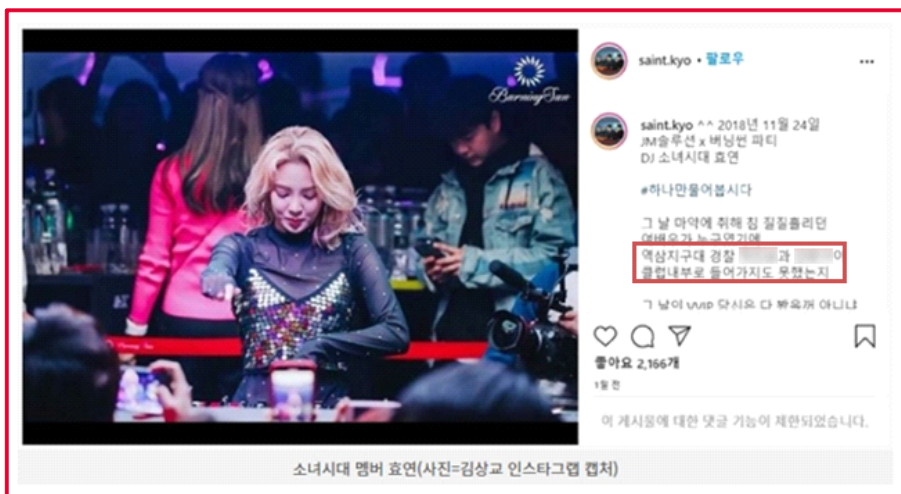 Burning Sun
saint.kyo • 팔로우
saint.kyo ^^ 2018년 11월 24일
JM솔루션 x 버닝썬 파티
DJ 소녀시대 효연
#하나만물어봅시다
그 날 마약에 취해 침 질질흘리던
여배우가 누구였기에
역삼지구대 경찰 과 이
클럽내부로 들어가지도 못했는지
그 날의 VVIP 당신은 다 봤을꺼 아니냐
좋아요 2,166개
1월 전
이 게시물에 대한 댓글 기능이 제한되었습니다.
소녀시대 멤버 효연(사진=김상교 인스타그램 캡처)